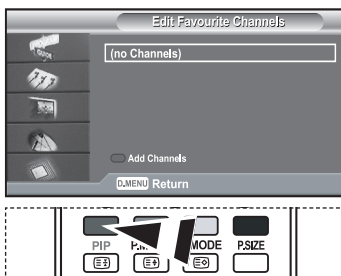 Edit Favourite Channels
(no Channels)
Add Channels
D.MENU Return
PIP MODE P.SIZE